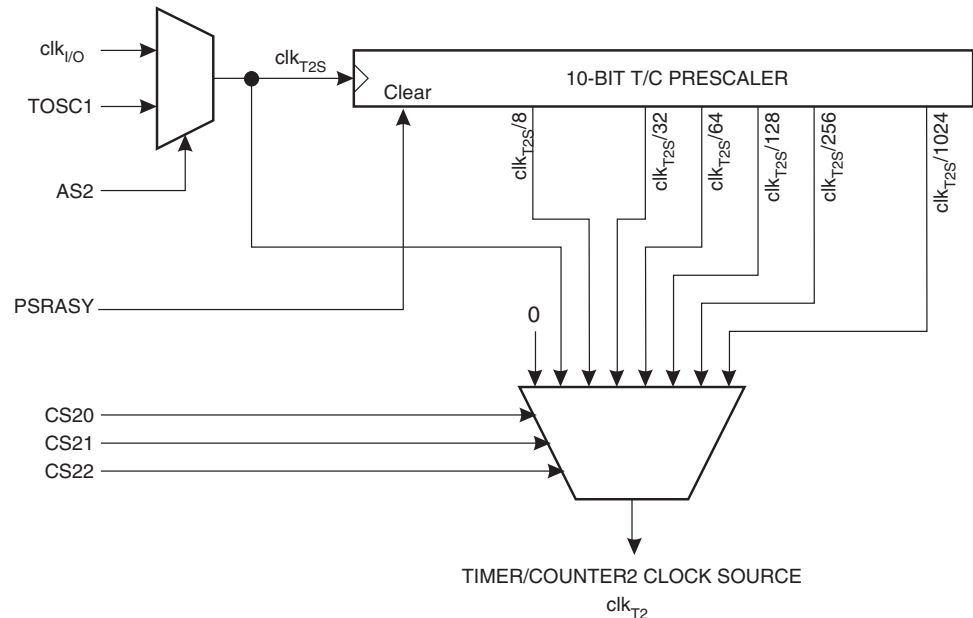 clkI/O
TOSC1
AS2
PSRASY
clkT2S
10-BIT T/C PRESCALER
Clear
clkT2S/8
clkT2S/32
clkT2S/64
clkT2S/128
clkT2S/256
clkT2S/1024
0
CS20
CS21
CS22
TIMER/COUNTER2 CLOCK SOURCE
clkT2